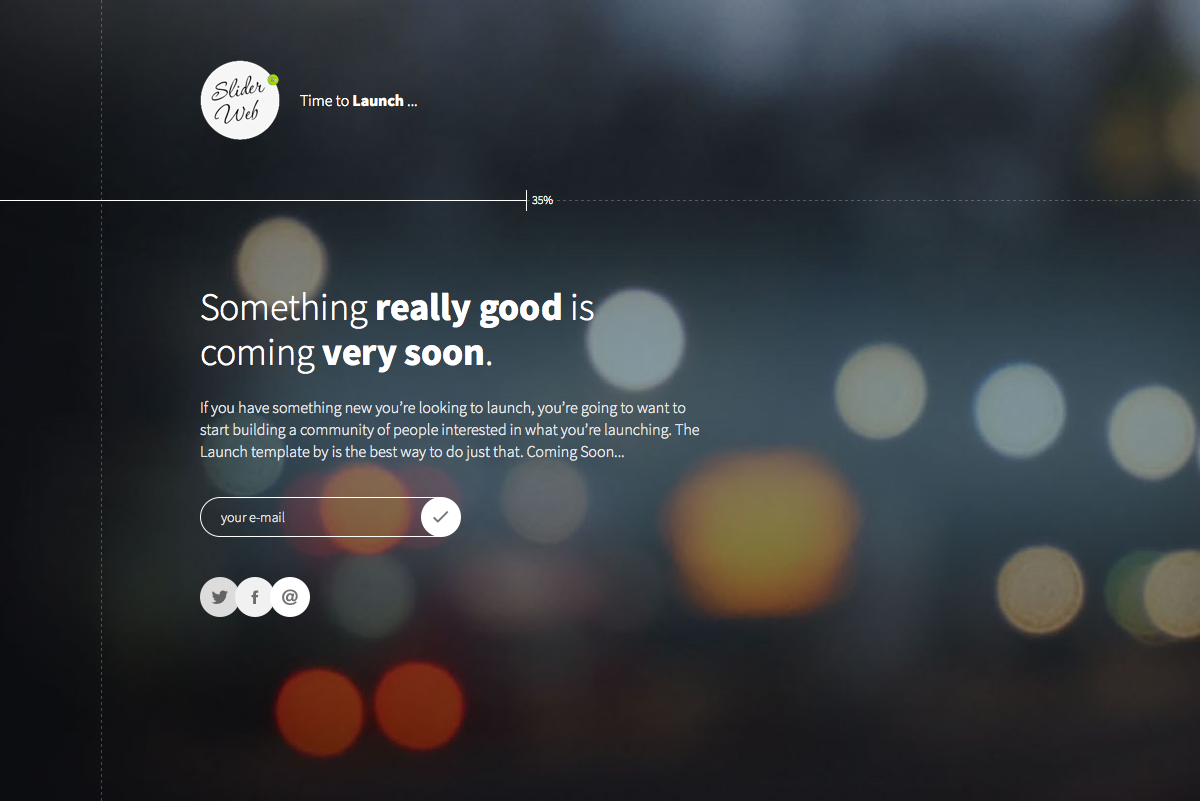 Slider
Web
Time to Launch ...
35%
Something really good is
coming very soon.
If you have something new you’re looking to launch, you’re going to want to
start building a community of people interested in what you’re launching. The
Launch template by is the best way to do just that. Coming Soon...
your e-mail
f @